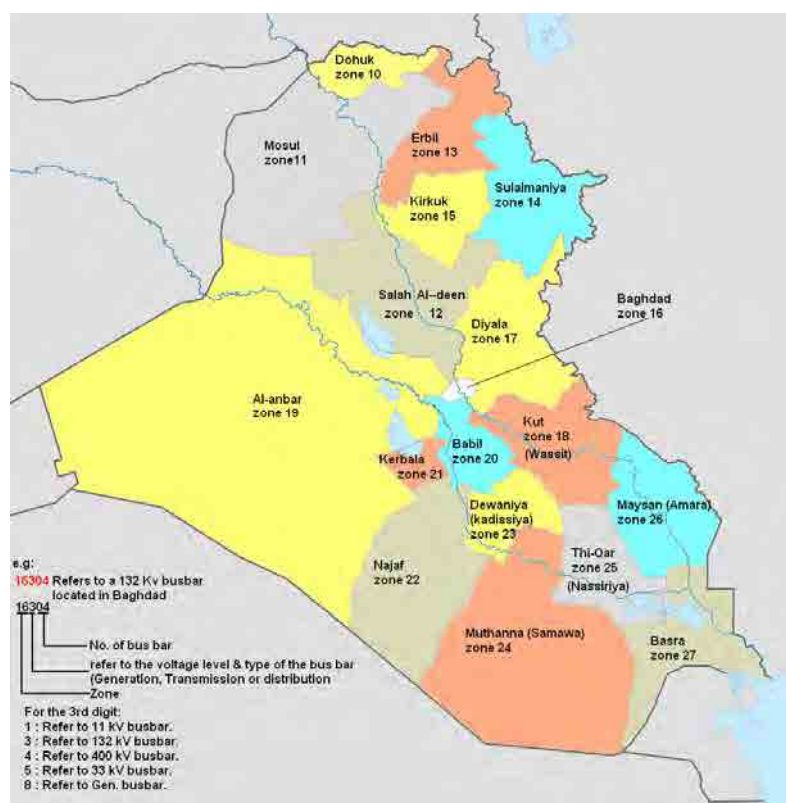 Dohuk
zone 10
Mosul
zone11
Erbil
zone 13
Sulaimaniya
zone 14
Kirkuk
zone 15
Salah Al--deen
zone 12
Baghdad
zone 16
Diyala
zone 17
Al-anbar
zone 19
Kut
zone 18
(Wassit)
Babil
zone 20
Kerbala
zone 21
Maysan (Amara)
zone 26
Dewaniya
(kadissiya)
zone 23
Thi-Qar
zone 25
(Nassiriya)
Najaf
zone 22
Muthanna (Samawa)
zone 24
Basra
zone 27
e.g:
16304 Refers to a 132 Kv busbar
located in Baghdad
16304
No. of bus bar
refer to the voltage level & type of the bus bar
(Generation, Transmission or distribution
Zone
For the 3rd digit:
1 : Refer to 11 kV busbar.
3 : Refer to 132 kV busbar.
4 : Refer to 400 kV busbar.
5 : Refer to 33 kV busbar.
8 : Refer to Gen. busbar.